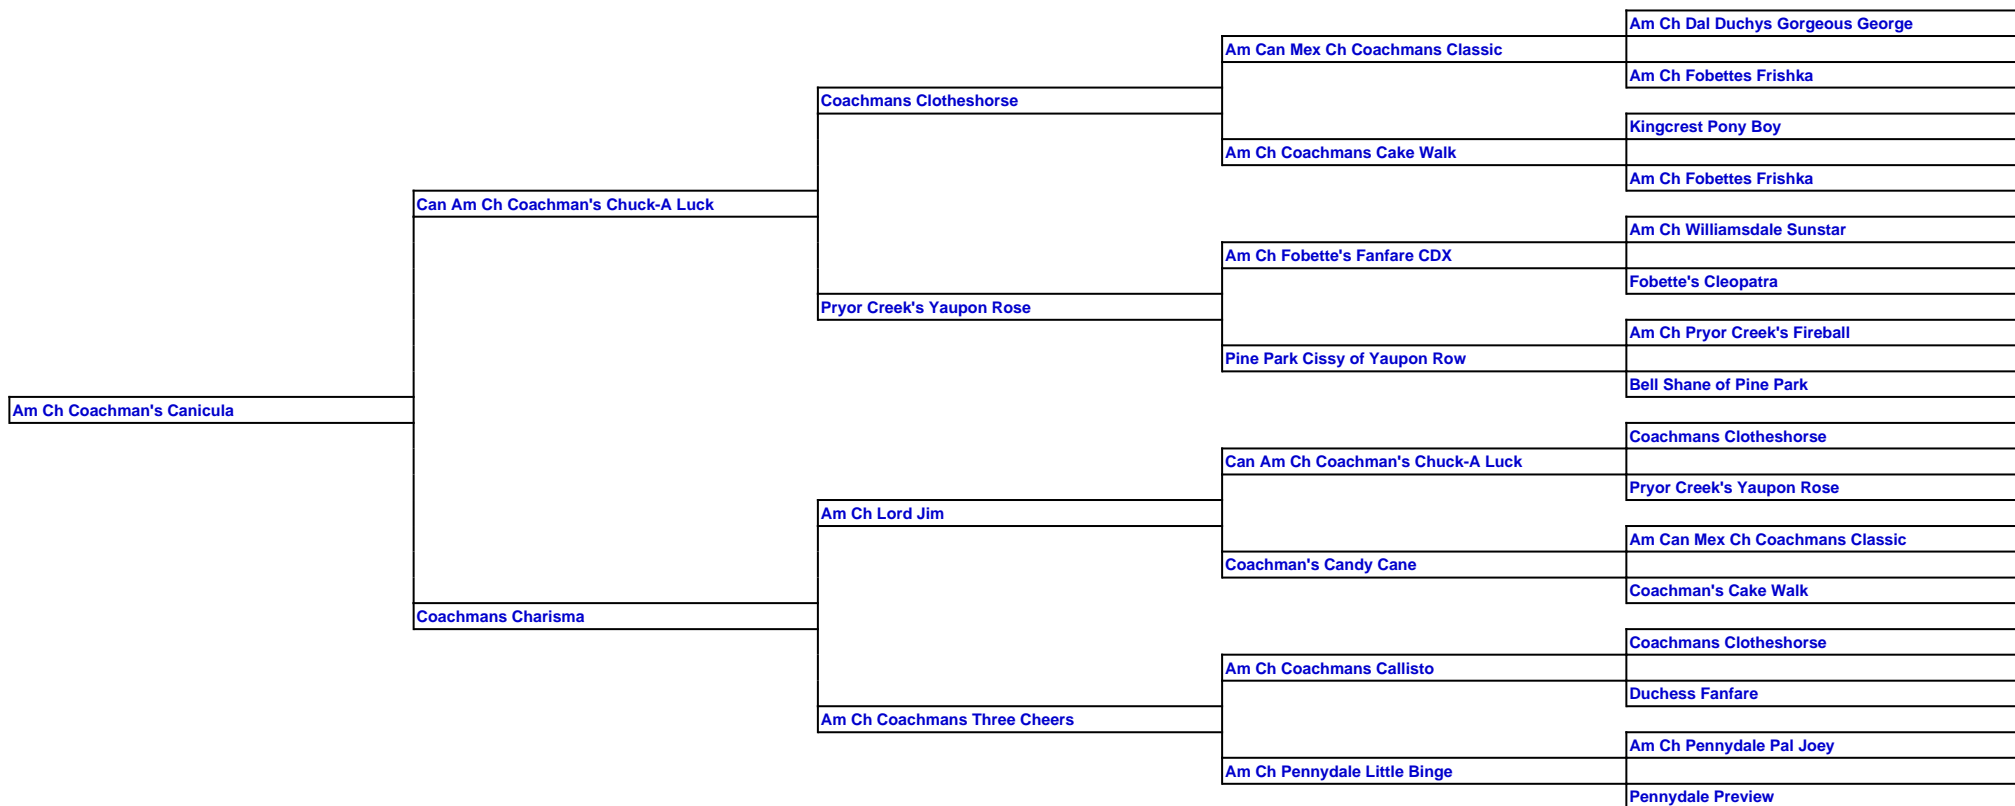 Am Ch Dal Duchys Gorgeous George
Am Can Mex Ch Coachmans Classic
Am Ch Fobettes Frishka
Coachmans Clotheshorse
Kingcrest Pony Boy
Am Ch Coachmans Cake Walk
Am Ch Fobettes Frishka
Can Am Ch Coachman's Chuck-A Luck
Am Ch Williamsdale Sunstar
Am Ch Fobette's Fanfare CDX
Fobette's Cleopatra
Pryor Creek's Yaupon Rose
Am Ch Pryor Creek's Fireball
Pine Park Cissy of Yaupon Row
Bell Shane of Pine Park
Am Ch Coachman's Canicula
Coachmans Clotheshorse
Can Am Ch Coachman's Chuck-A Luck
Pryor Creek's Yaupon Rose
Am Ch Lord Jim
Am Can Mex Ch Coachmans Classic
Coachman's Candy Cane
Coachman's Cake Walk
Coachmans Charisma
Coachmans Clotheshorse
Am Ch Coachmans Callisto
Duchess Fanfare
Am Ch Coachmans Three Cheers
Am Ch Pennydale Pal Joey
Am Ch Pennydale Little Binge
Pennydale Preview